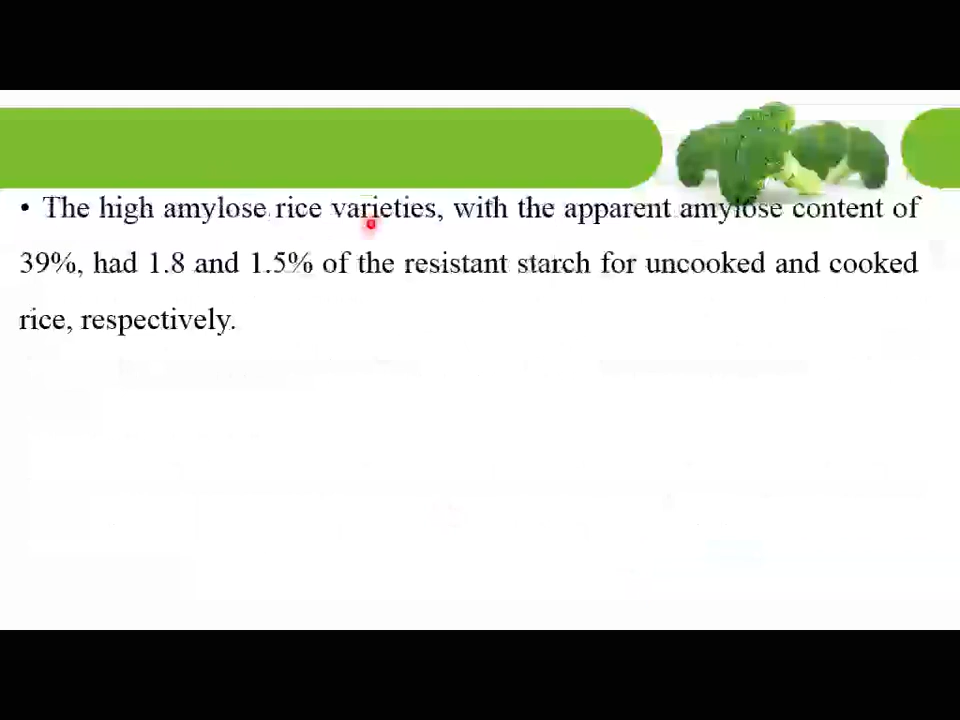 • The high amylose rice varieties, with the apparent amylose content of
39%, had 1.8 and 1.5% of the resistant starch for uncooked and cooked
rice, respectively.